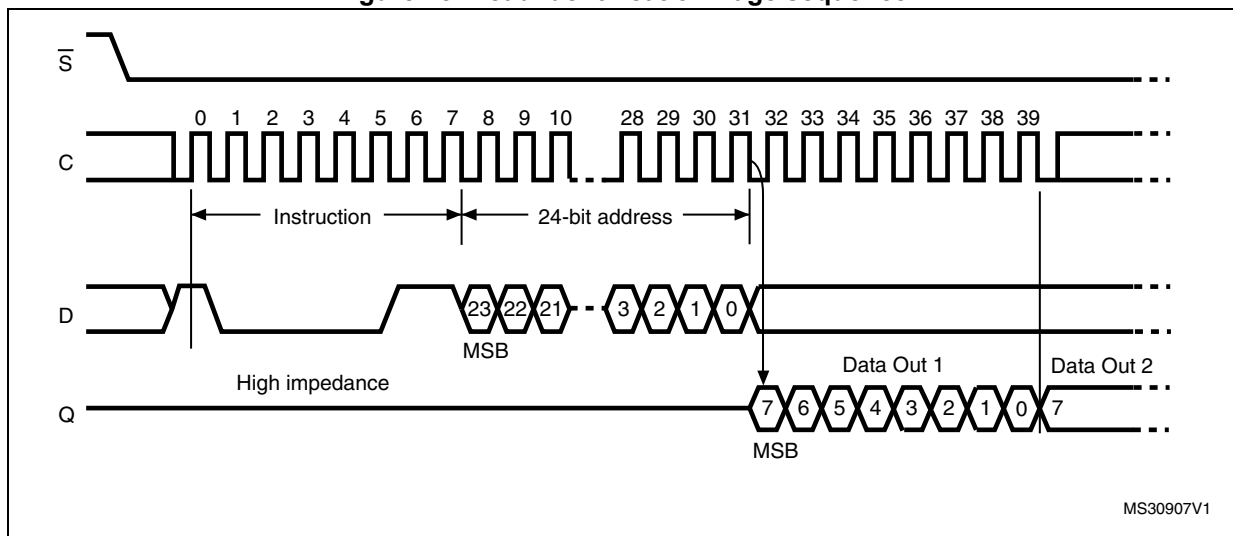 S
0 1 2 3 4 5 6 7 8 9 10 28 29 30 31 32 33 34 35 36 37 38 39
C
Instruction 24-bit address
D
23 22 21 3 2 1 0
MSB
High impedance Data Out 1 Data Out 2
Q
7 6 5 4 3 2 1 0 7
MSB
MS30907V1